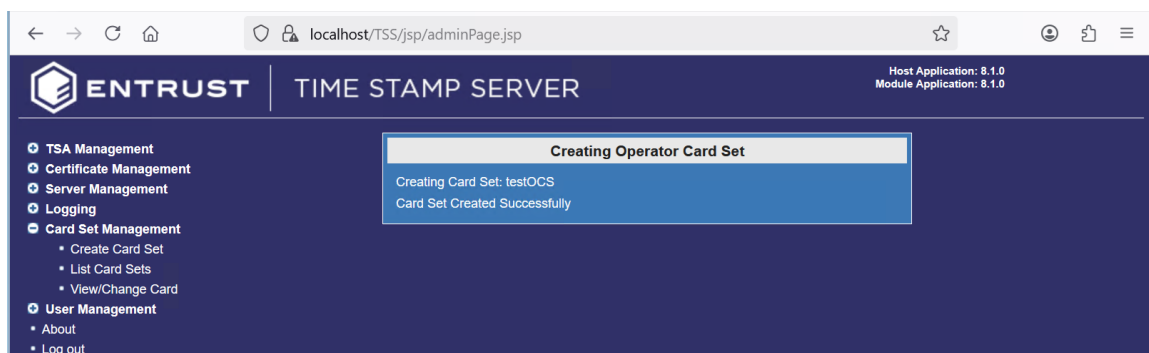 localhost/TSS/jsp/adminPage.jsp
ENTRUST
TIME STAMP SERVER
Host Application: 8.1.0
Module Application: 8.1.0
TSA Management
Certificate Management
Server Management
Logging
Card Set Management
Create Card Set
List Card Sets
View/Change Card
User Management
About
Log out
Creating Operator Card Set
Creating Card Set: testOCS
Card Set Created Successfully